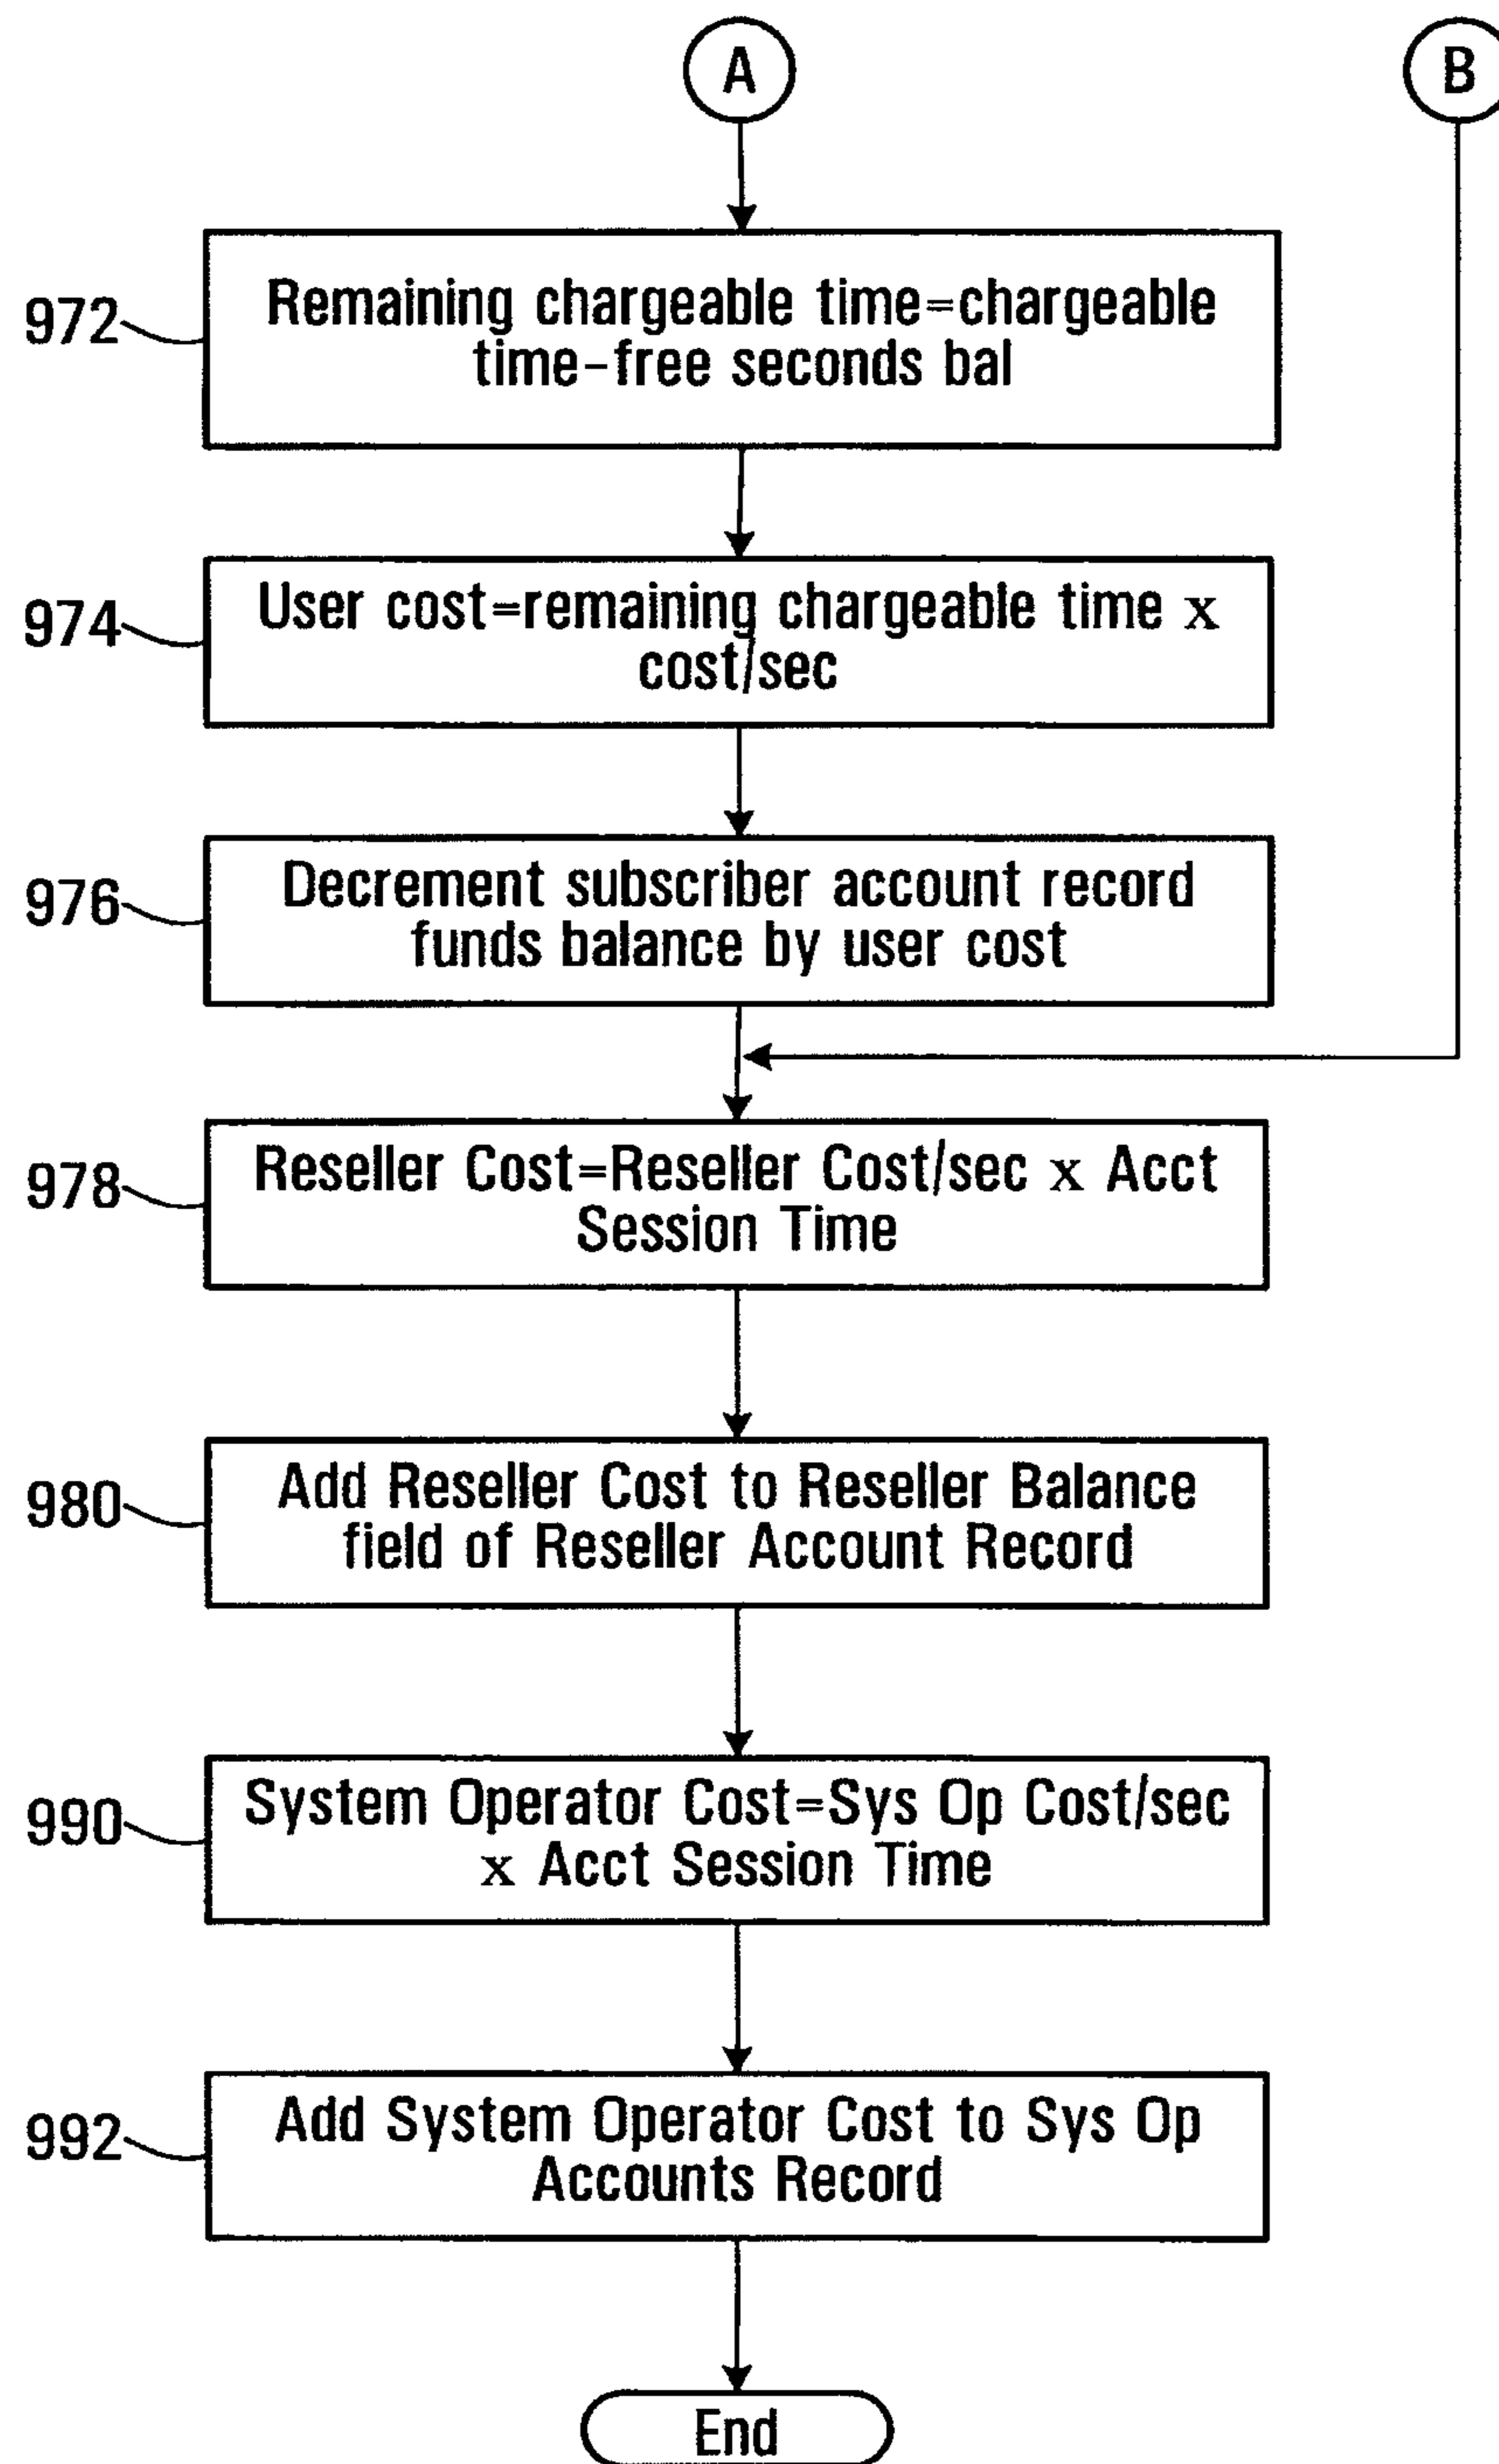 A
B
972
Remaining chargeable time=chargeable
time-free seconds bal
974
User cost=remaining chargeable time x
cost/sec
976
Decrement subscriber account record
funds balance by user cost
978
Reseller Cost=Reseller Cost/sec x Acct
Session Time
980
Add Reseller Cost to Reseller Balance
field of Reseller Account Record
990
System Operator Cost=Sys Op Cost/sec
x Acct Session Time
992
Add System Operator Cost to Sys Op
Accounts Record
End